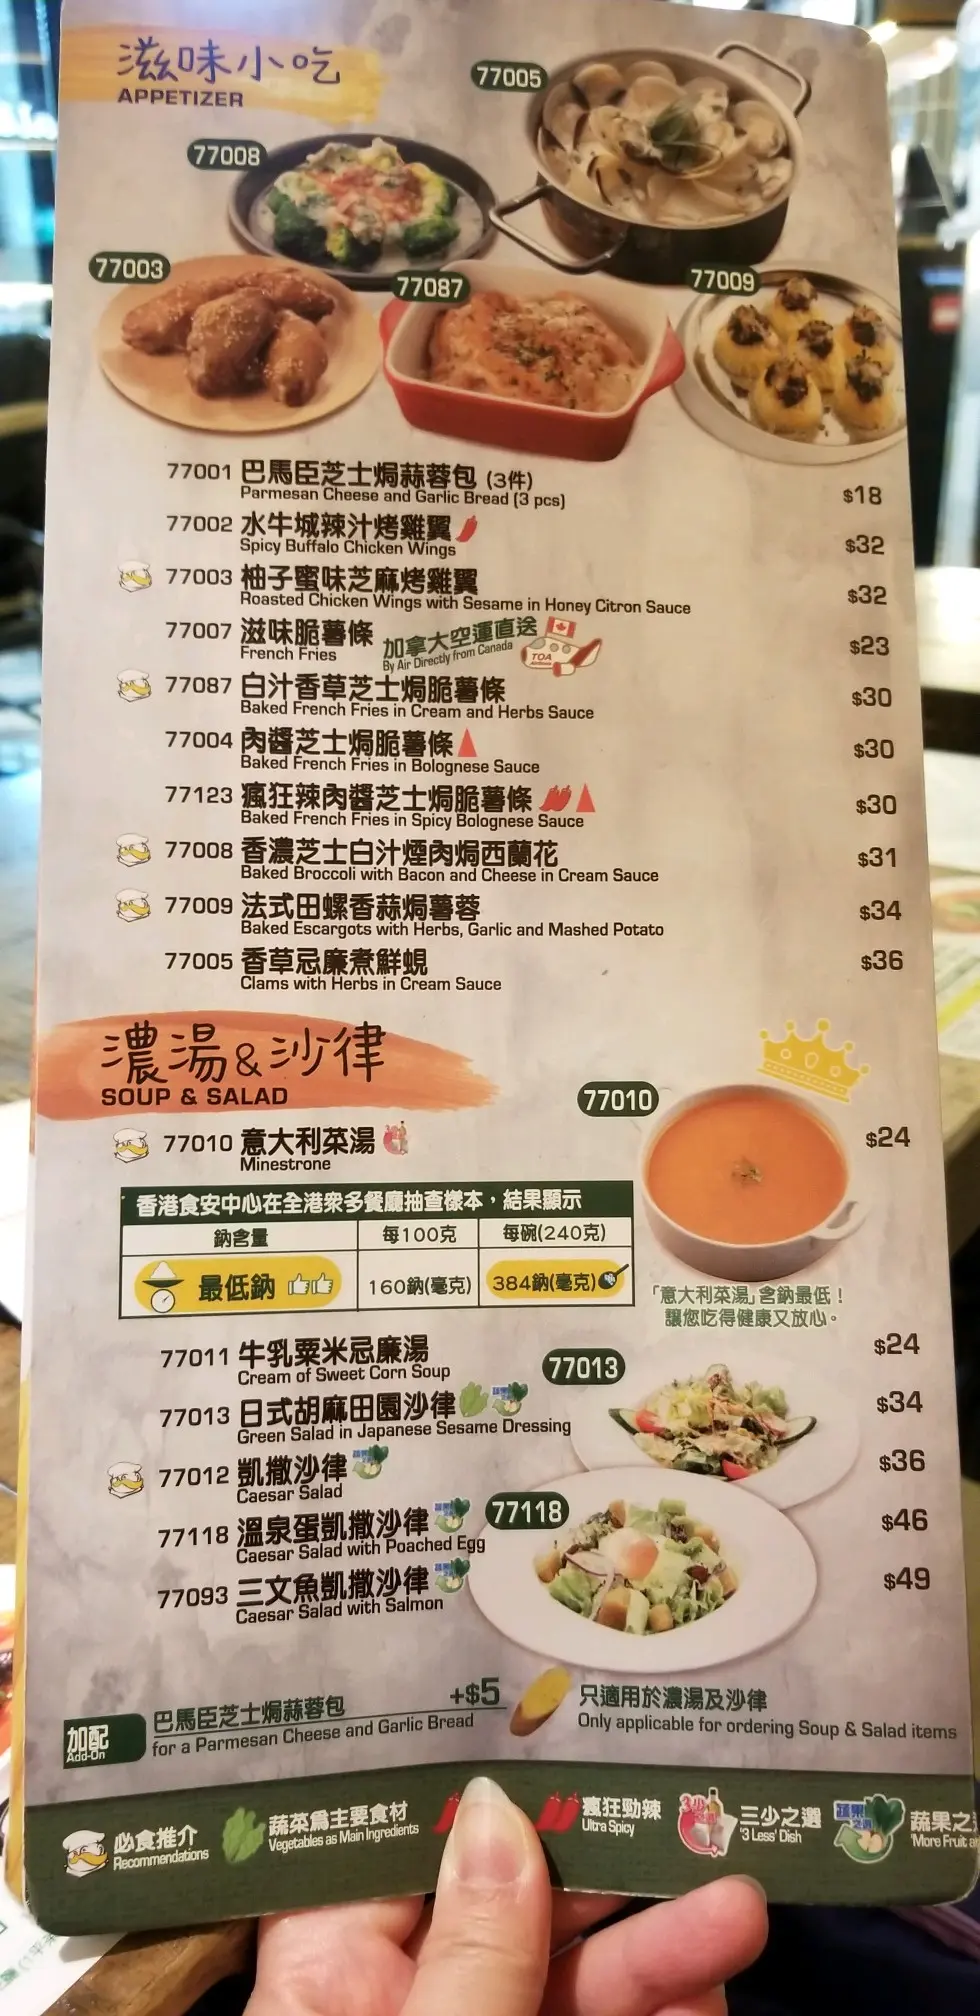 滋味小吃
APPETIZER
77005
77008
77003
77087
77009
77001 巴馬臣芝士焗蒜蓉包 (3件) $18
Parmesan Cheese and Garlic Bread (3 pcs)
77002 水牛城辣汁烤雞翼 $32
Spicy Buffalo Chicken Wings
77003 柚子蜜味芝麻烤雞翼 $32
Roasted Chicken Wings with Sesame in Honey Citron Sauce
77007 滋味脆薯條 加拿大空運直送 $23
French Fries By Air Directly from Canada
TOA
77087 白汁香草芝士焗脆薯條 $30
Baked French Fries in Cream and Herbs Sauce
77004 肉醬芝士焗脆薯條 $30
Baked French Fries in Bolognese Sauce
77123 瘋狂辣肉醬芝士焗脆薯條 $30
Baked French Fries in Spicy Bolognese Sauce
77008 香濃芝士白汁煙肉焗西蘭花 $31
Baked Broccoli with Bacon and Cheese in Cream Sauce
77009 法式田螺香蒜焗薯蓉 $34
Baked Escargots with Herbs, Garlic and Mashed Potato
77005 香草忌廉煮鮮蜆 $36
Clams with Herbs in Cream Sauce
濃湯&沙律
SOUP & SALAD
77010
77010 意大利菜湯 $24
Minestrone
香港食安中心在全港眾多餐廳抽查樣本，結果顯示
鈉含量 每100克 每碗(240克)
最低鈉 160鈉(毫克) 384鈉(毫克)
「意大利菜湯」含鈉最低！
讓您吃得健康又放心。
77011 牛乳粟米忌廉湯 $24
Cream of Sweet Corn Soup
77013
77013 日式胡麻田園沙律 $34
Green Salad in Japanese Sesame Dressing
77012 凱撒沙律 $36
Caesar Salad
77118
77118 溫泉蛋凱撒沙律 $46
Caesar Salad with Poached Egg
77093 三文魚凱撒沙律 $49
Caesar Salad with Salmon
加配 巴馬臣芝士焗蒜蓉包 +$5 只適用於濃湯及沙律
Add-On for a Parmesan Cheese and Garlic Bread Only applicable for ordering Soup & Salad items
必食推介 蔬菜為主要食材 瘋狂勁辣 三少之選 蔬果之
Recommendations Vegetables as Main Ingredients Ultra Spicy '3 Less' Dish 'More Fruit a